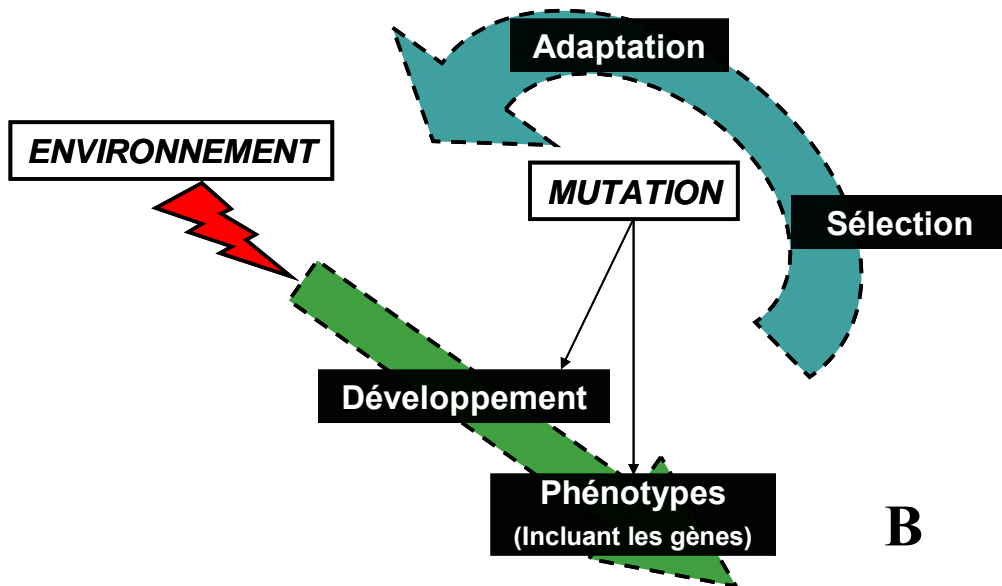 Adaptation
ENVIRONNEMENT
MUTATION
Sélection
Développement
Phénotypes
(Incluant les gènes)
B